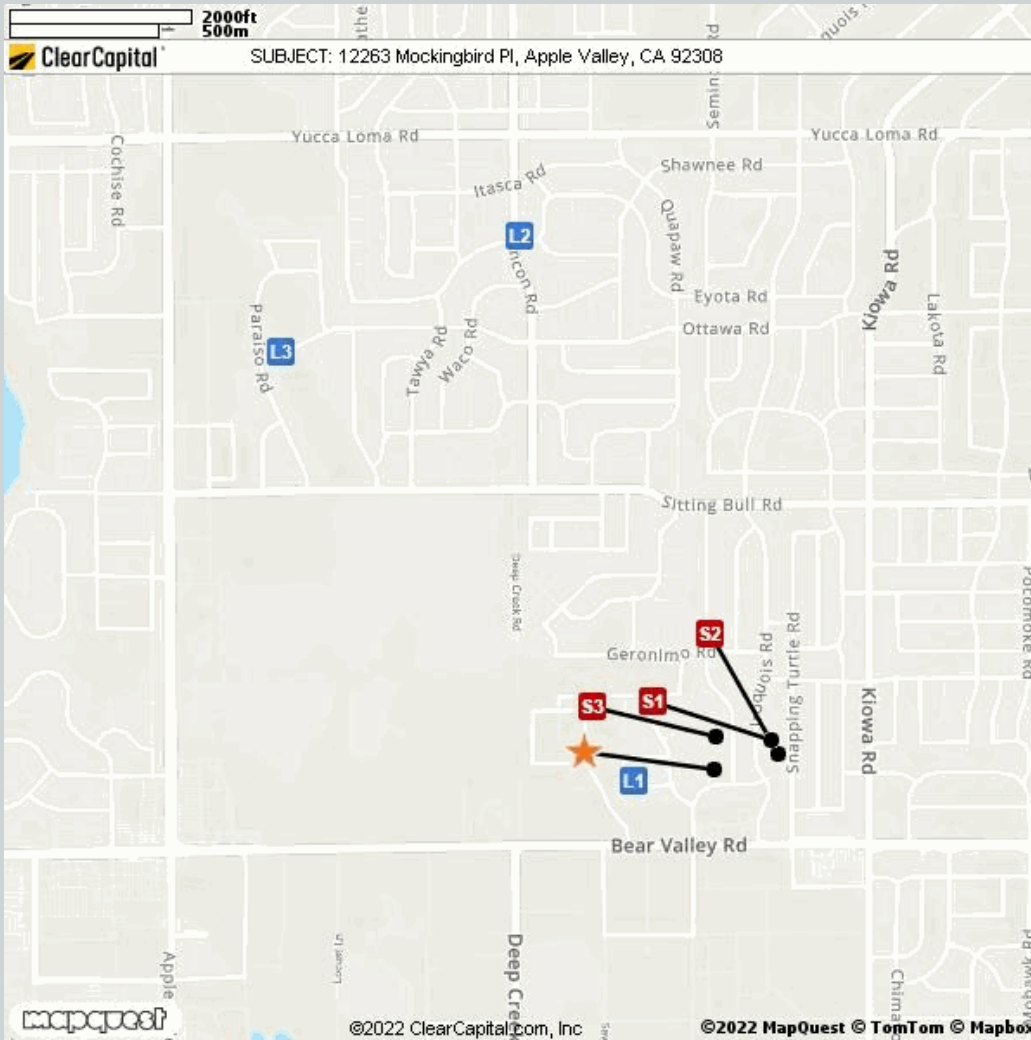 2000ft
500m
ClearCapital
SUBJECT: 12263 Mockingbird Pl, Apple Valley, CA 92308
Yucca Loma Rd
Yucca Loma Rd
Cochise Rd
Itasca Rd
Shawnee Rd
Quapaw Rd
L2
Eyota Rd
Ottawa Rd
Kiowa Rd
Lakota Rd
Paraiso Rd
L3
Tawya Rd
Waco Rd
Sitting Bull Rd
Deep Creek Rd
S2
Geronimo Rd
Snapping Turtle Rd
S3
S1
Kiowa Rd
L1
Bear Valley Rd
Apple
Deep Creek
Chima
mapquest
©2022 ClearCapital.com, Inc
©2022 MapQuest © TomTom © Mapbox